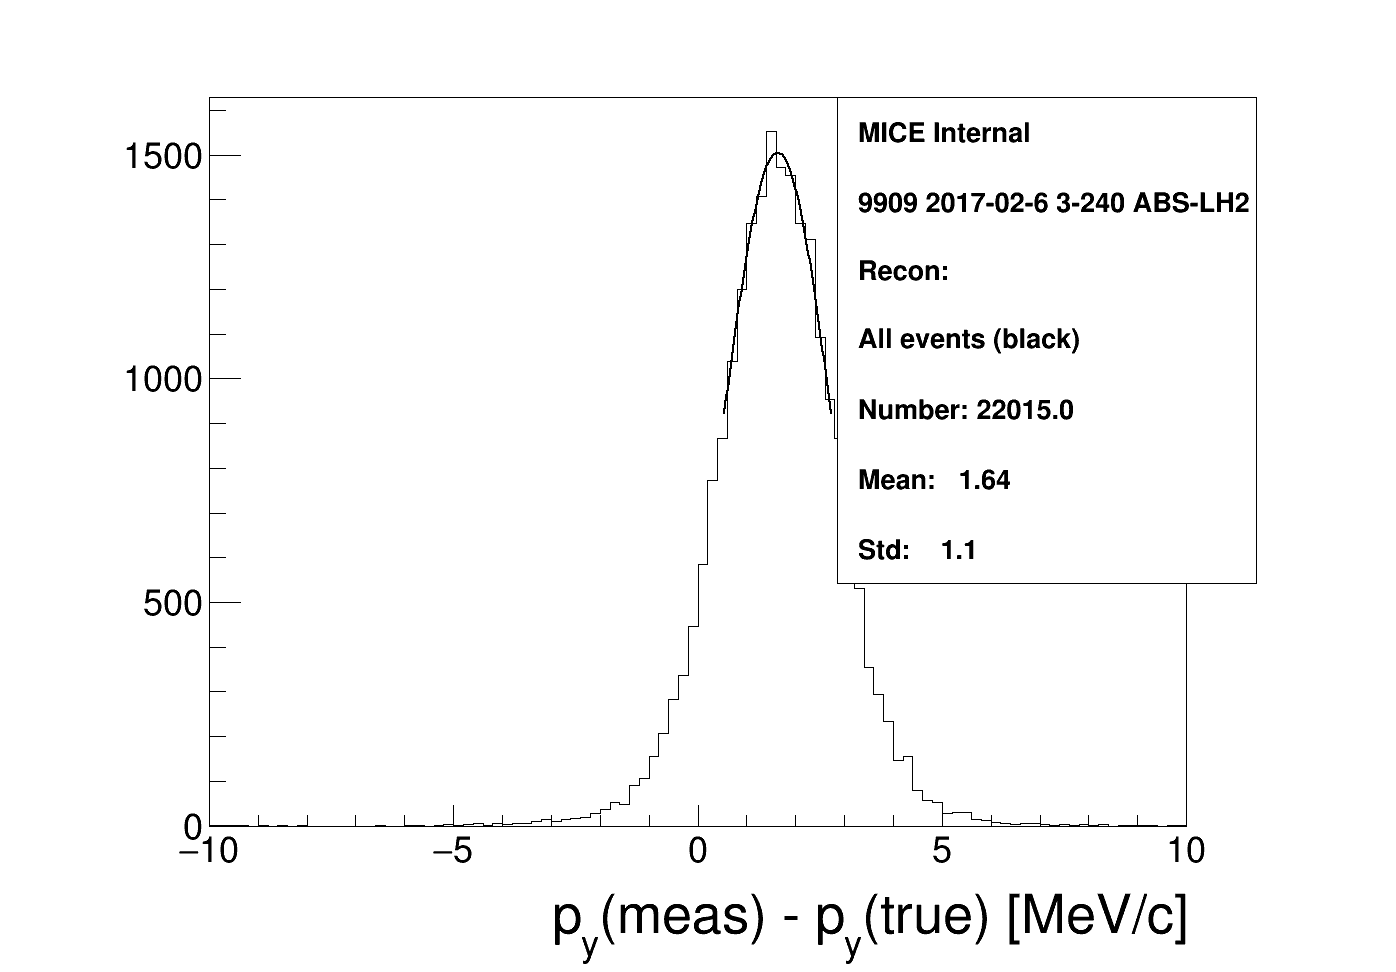 1500
1000
500
0
−10
−5
0
5
10
p_y(meas) - p_y(true) [MeV/c]
MICE Internal
9909 2017-02-6 3-240 ABS-LH2
Recon:
All events (black)
Number: 22015.0
Mean: 1.64
Std: 1.1